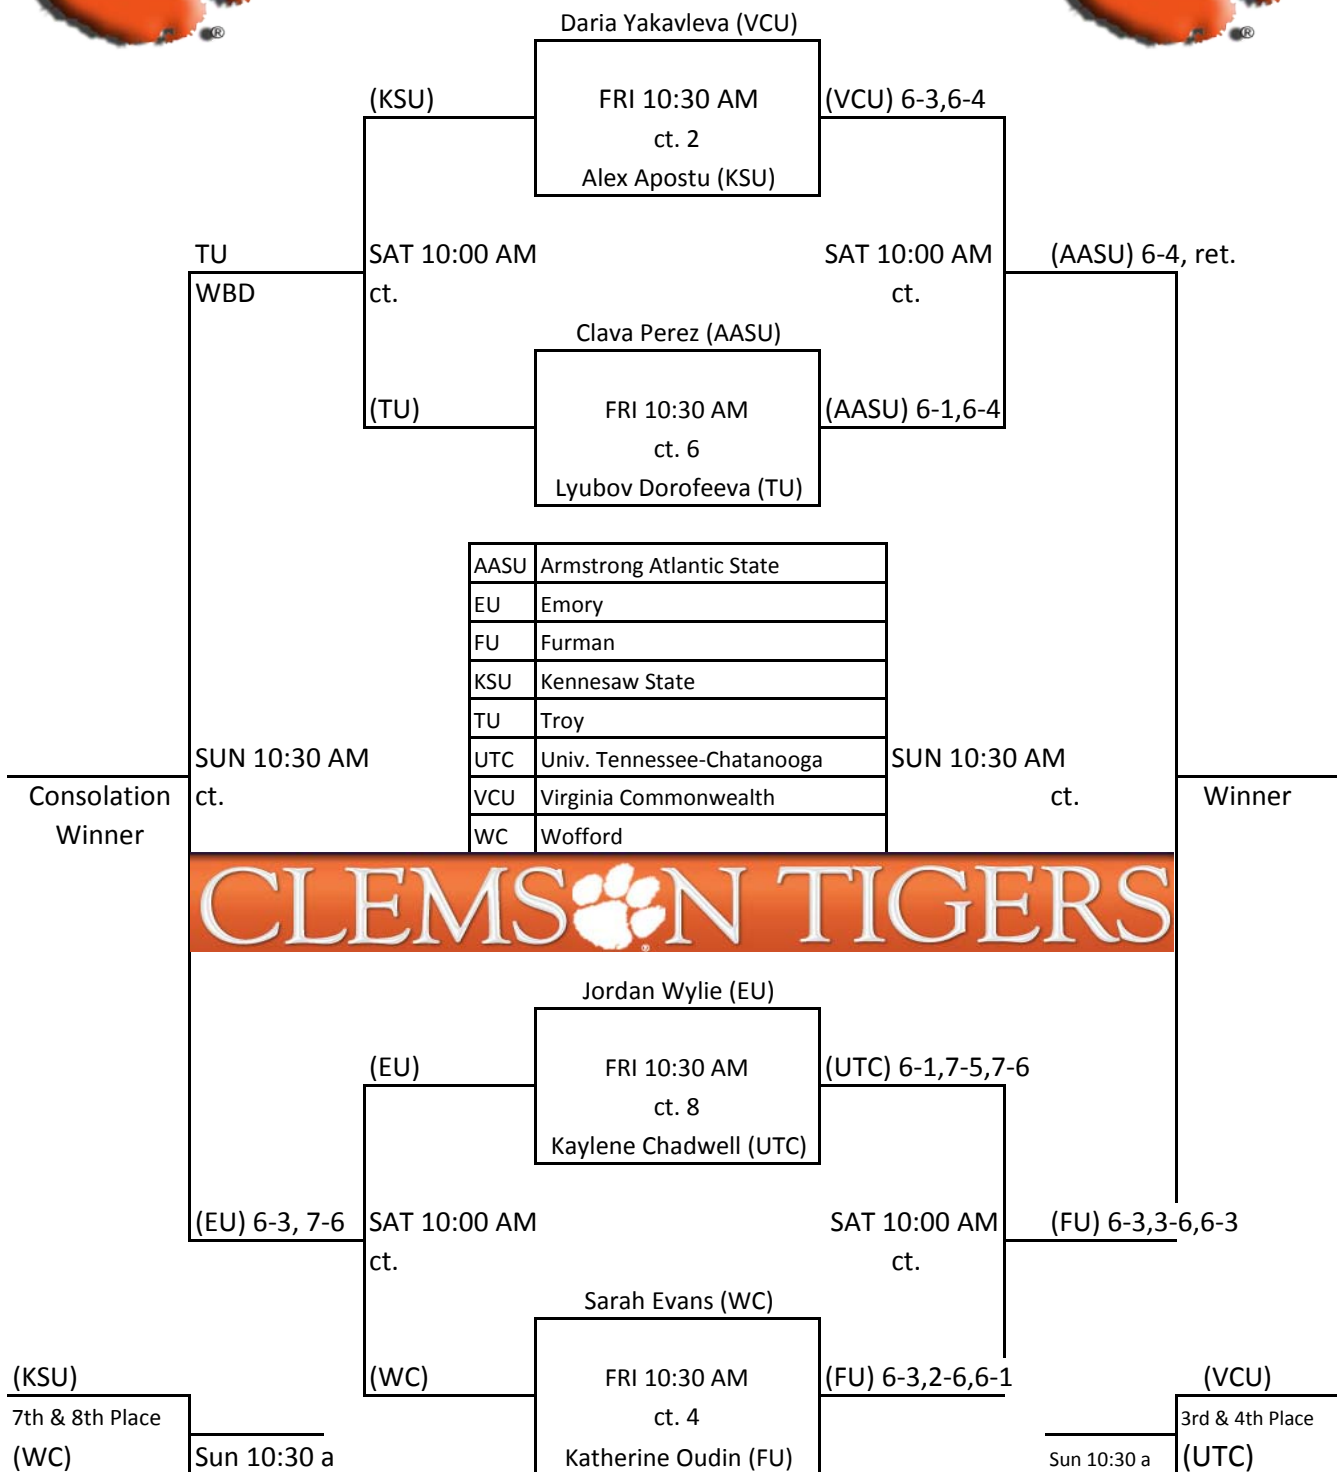 ® ®
Daria Yakavleva (VCU)
(KSU) FRI 10:30 AM (VCU) 6-3,6-4
ct. 2
Alex Apostu (KSU)
TU SAT 10:00 AM SAT 10:00 AM (AASU) 6-4, ret.
WBD ct. ct.
Clava Perez (AASU)
(TU) FRI 10:30 AM (AASU) 6-1,6-4
ct. 6
Lyubov Dorofeeva (TU)
AASU Armstrong Atlantic State
EU Emory
FU Furman
KSU Kennesaw State
TU Troy
SUN 10:30 AM UTC Univ. Tennessee-Chatanooga SUN 10:30 AM
Consolation ct. VCU Virginia Commonwealth ct. Winner
Winner WC Wofford
CLEMSON TIGERS
®
Jordan Wylie (EU)
(EU) FRI 10:30 AM (UTC) 6-1,7-5,7-6
ct. 8
Kaylene Chadwell (UTC)
(EU) 6-3, 7-6 SAT 10:00 AM SAT 10:00 AM (FU) 6-3,3-6,6-3
ct. ct.
Sarah Evans (WC)
(KSU) (WC) FRI 10:30 AM (FU) 6-3,2-6,6-1 (VCU)
7th & 8th Place ct. 4 3rd & 4th Place
(WC) Sun 10:30 a Katherine Oudin (FU) Sun 10:30 a (UTC)